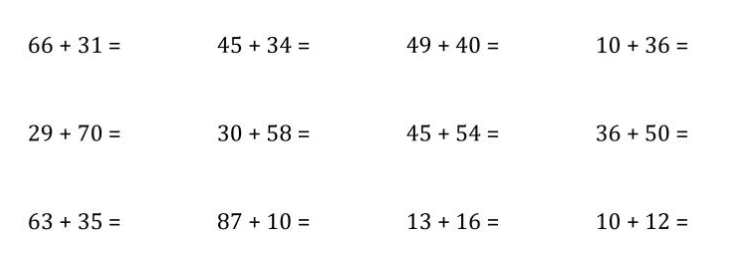 66 + 31 = 45 + 34 = 49 + 40 = 10 + 36 =
29 + 70 = 30 + 58 = 45 + 54 = 36 + 50 =
63 + 35 = 87 + 10 = 13 + 16 = 10 + 12 =